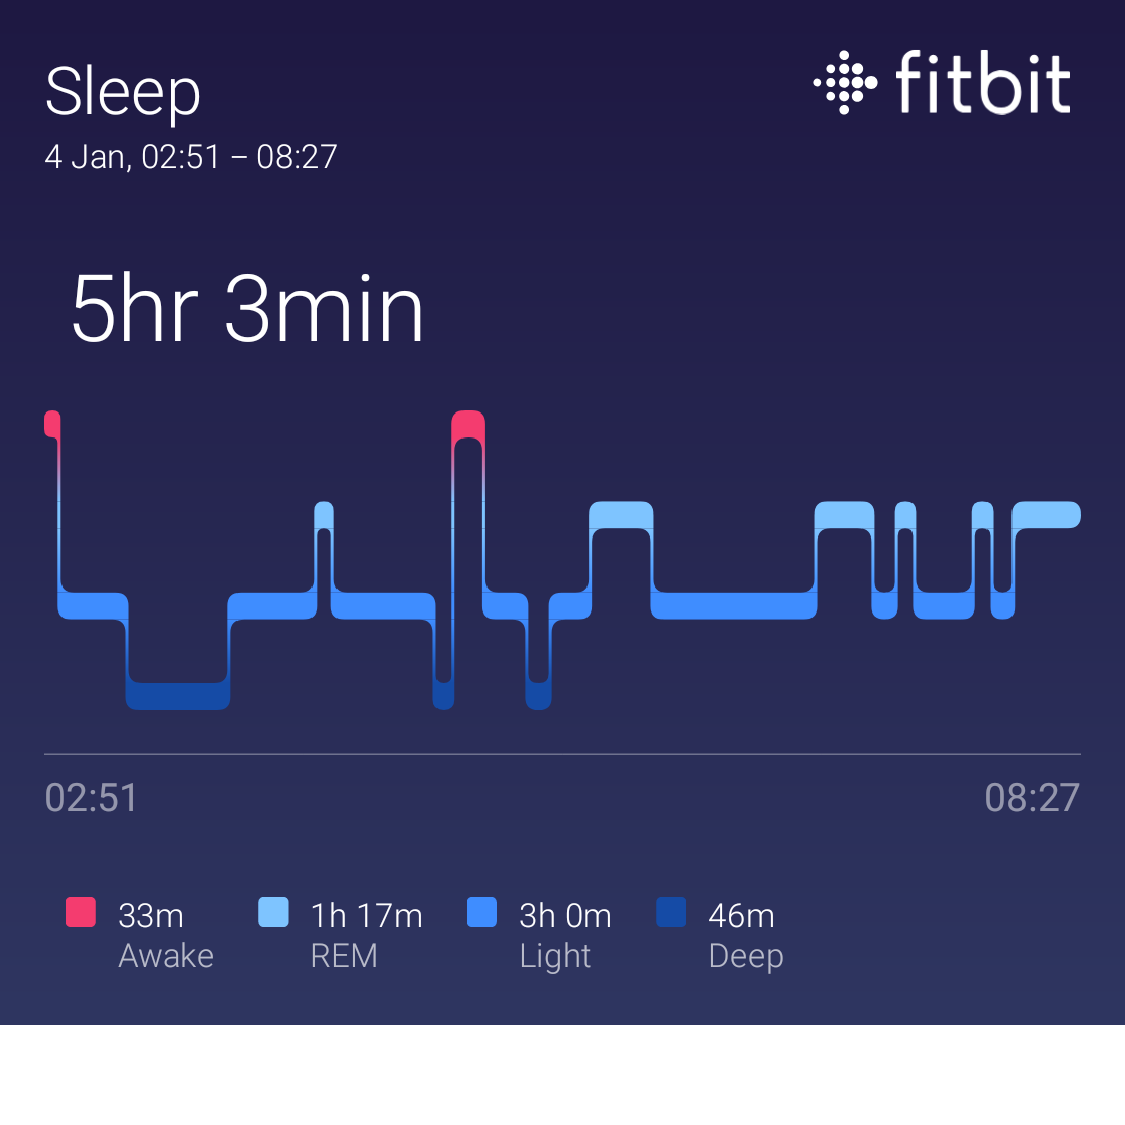 Sleep
fitbit
4 Jan, 02:51 – 08:27
5hr 3min
02:51
08:27
33m
1h 17m
3h 0m
46m
Awake
REM
Light
Deep